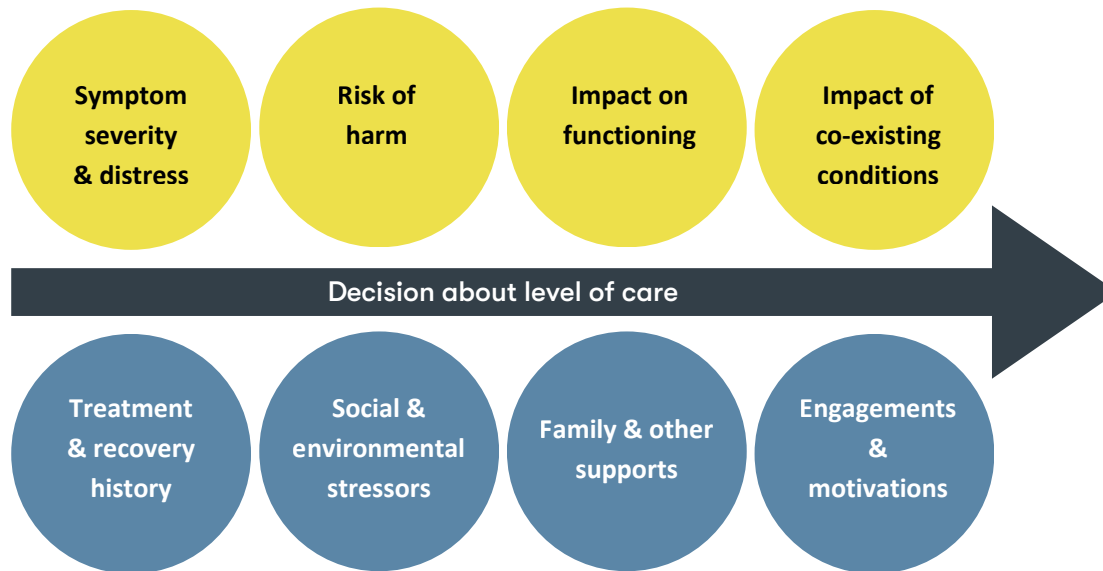 Symptom
severity
& distress
Risk of
harm
Impact on
functioning
Impact of
co-existing
conditions
Decision about level of care
Treatment
& recovery
history
Social &
environmental
stressors
Family & other
supports
Engagements
&
motivations